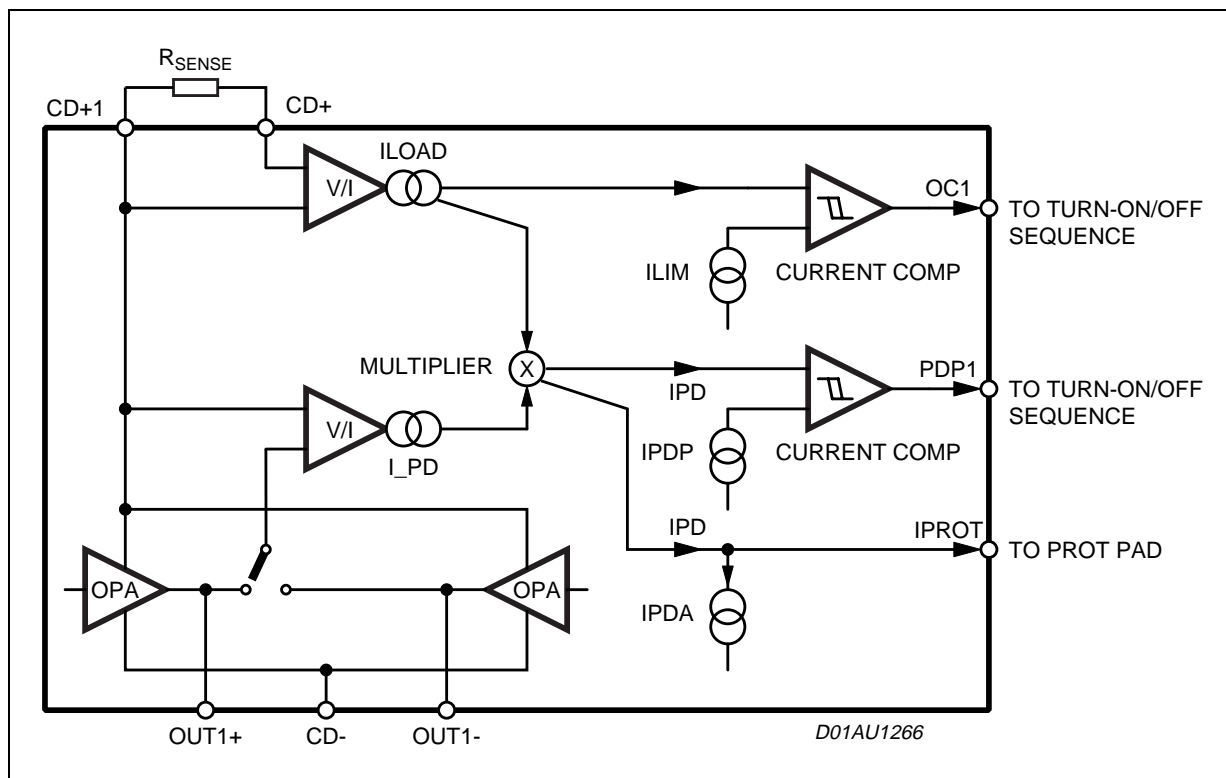 RSENSE
CD+1
CD+
ILOAD
V/I
OC1
TO TURN-ON/OFF
SEQUENCE
ILIM
CURRENT COMP
MULTIPLIER
X
IPD
PDP1
TO TURN-ON/OFF
SEQUENCE
V/I
I_PD
IPDP
CURRENT COMP
IPD
IPROT
TO PROT PAD
OPA
OPA
IPDA
OUT1+
CD-
OUT1-
D01AU1266